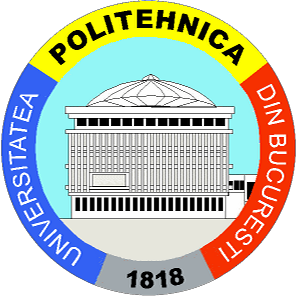 UNIVERSITATEA
POLITEHNICA
DIN BUCURESTI
1818